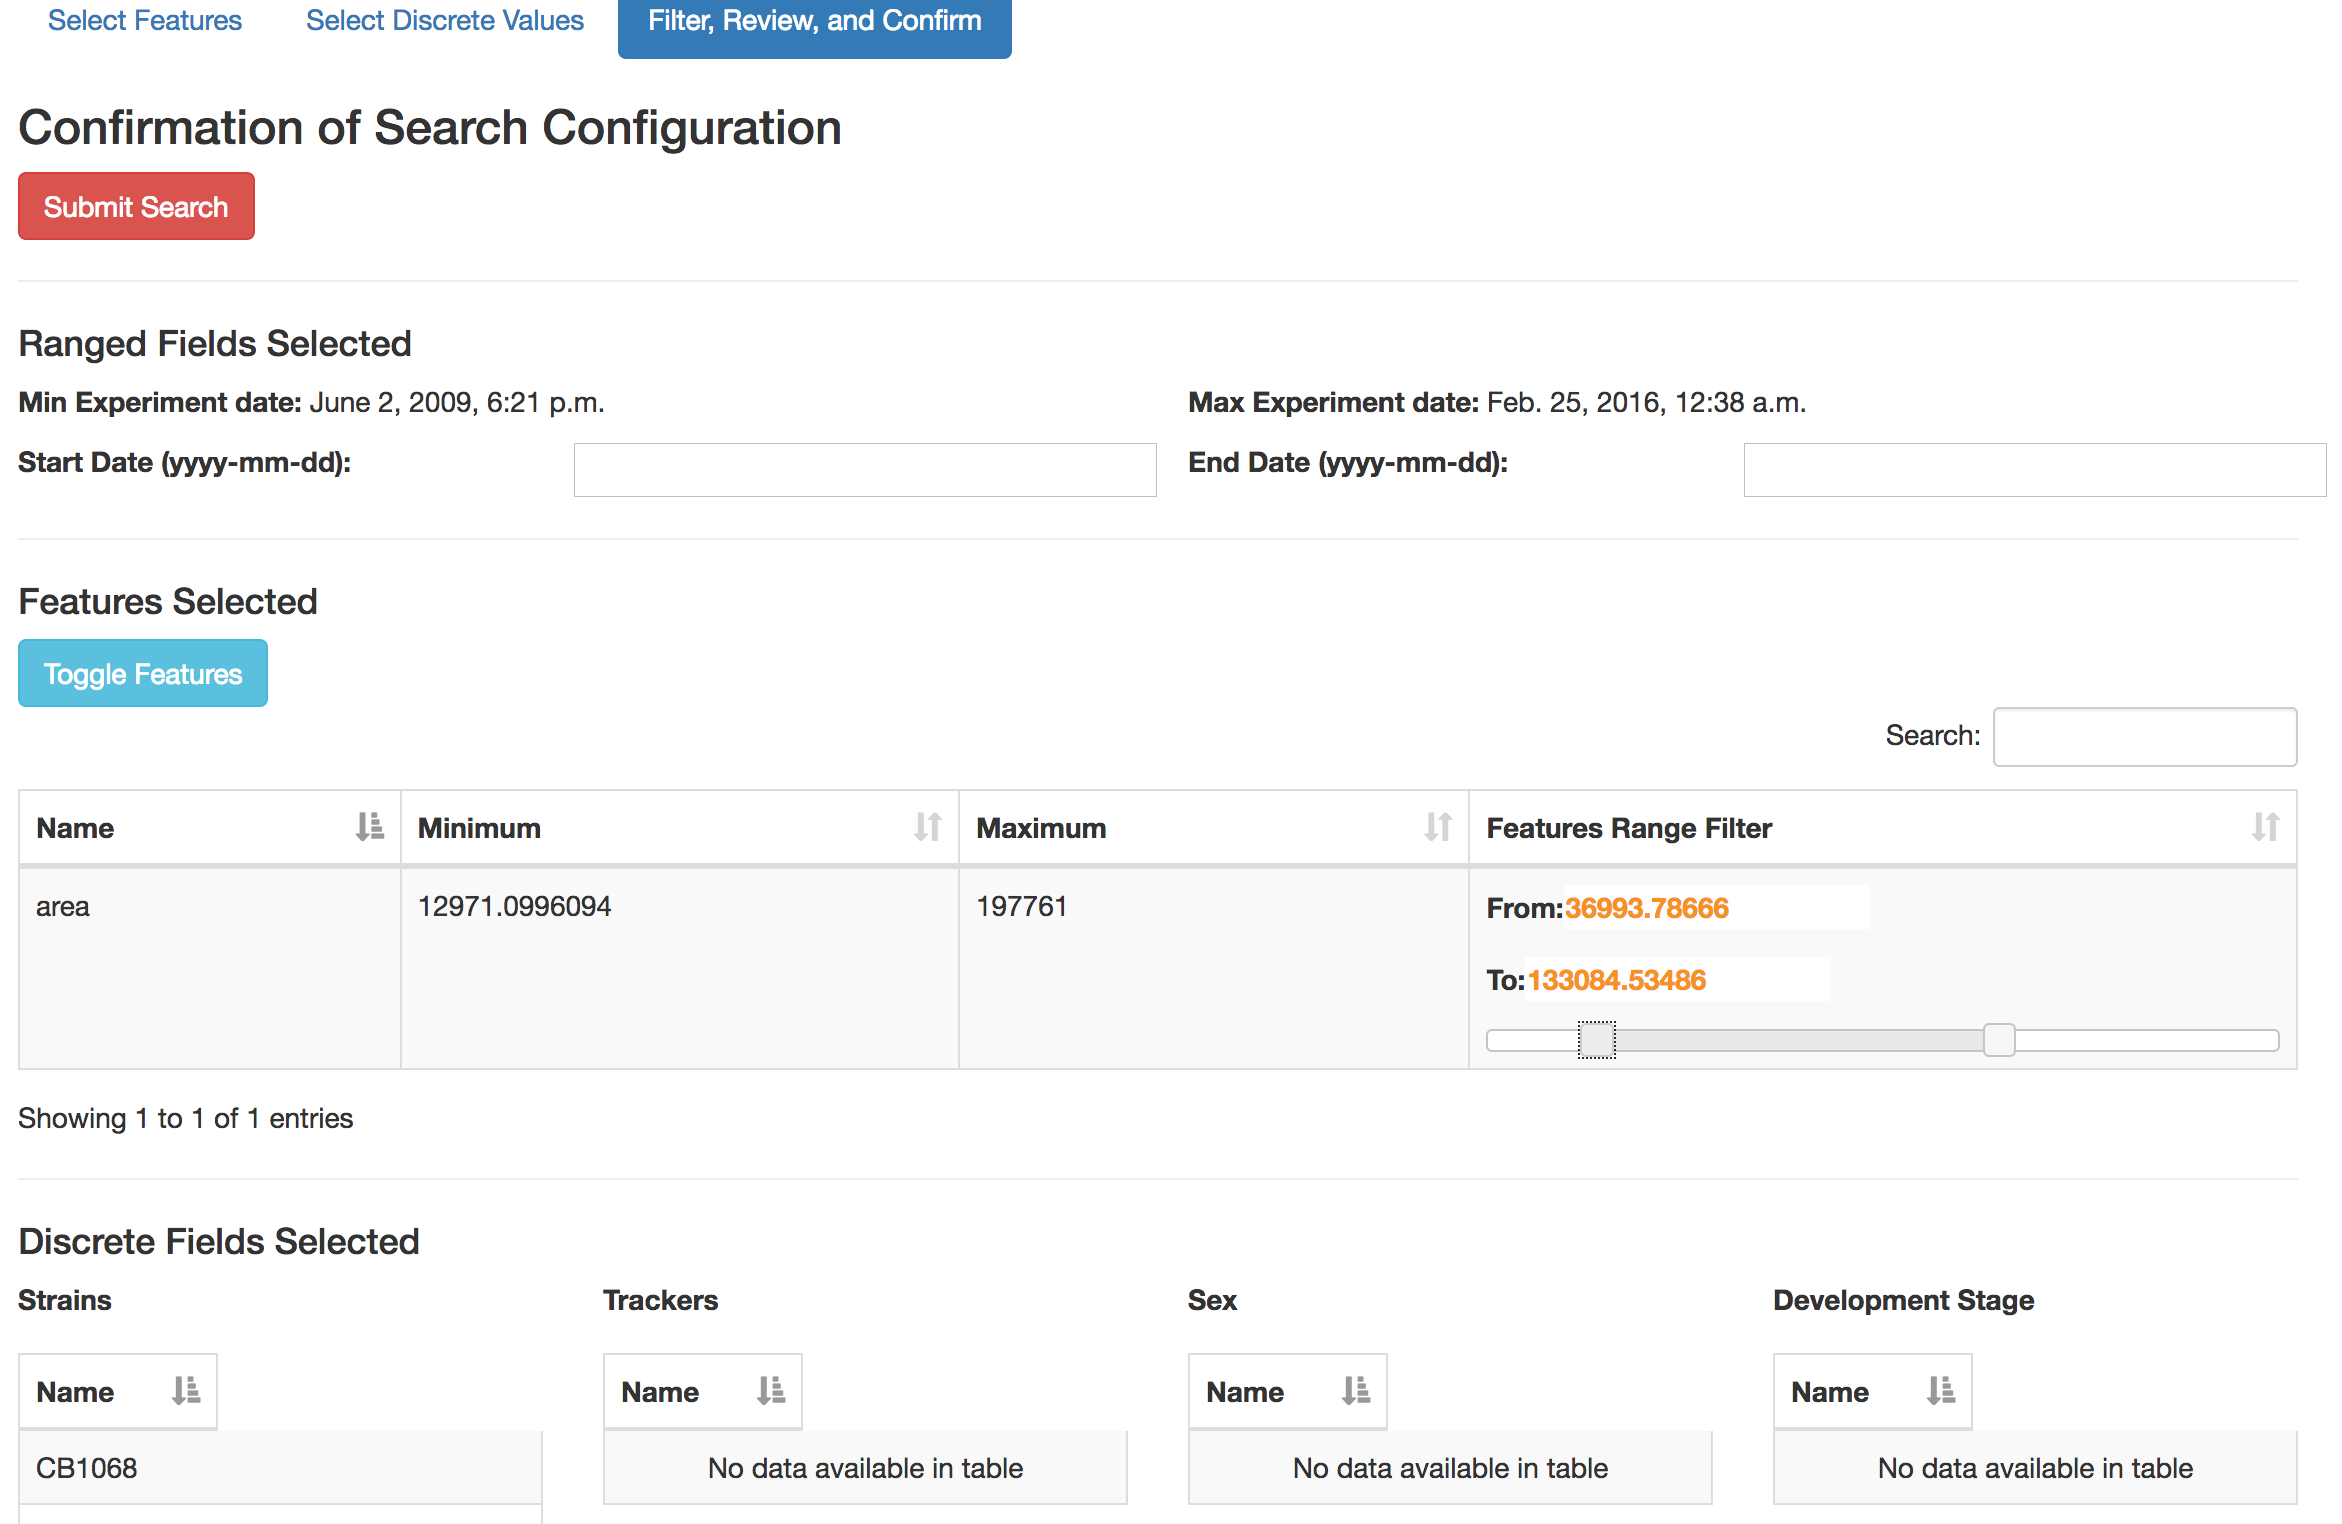 Select Features Select Discrete Values Filter, Review, and Confirm
Confirmation of Search Configuration
Submit Search
Ranged Fields Selected
Min Experiment date: June 2, 2009, 6:21 p.m. Max Experiment date: Feb. 25, 2016, 12:38 a.m.
Start Date (yyyy-mm-dd): End Date (yyyy-mm-dd):
Features Selected
Toggle Features
Search:
Name Minimum Maximum Features Range Filter
area 12971.0996094 197761 From:36993.78666
To:133084.53486
Showing 1 to 1 of 1 entries
Discrete Fields Selected
Strains Trackers Sex Development Stage
Name Name Name Name
CB1068 No data available in table No data available in table No data available in table